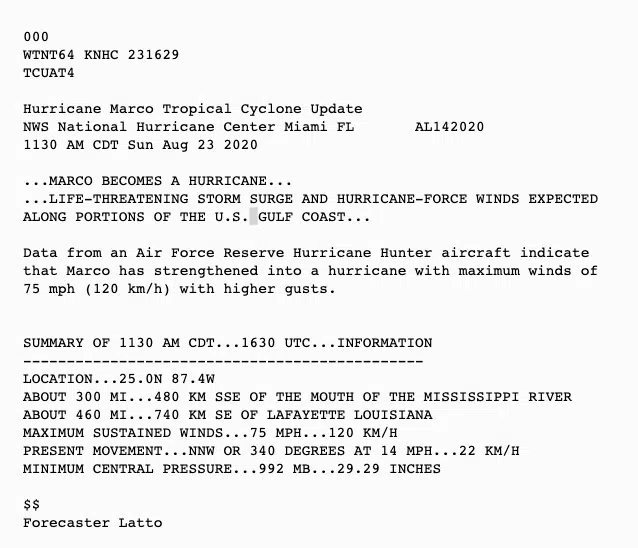 000
WTNT64 KNHC 231629
TCUAT4
Hurricane Marco Tropical Cyclone Update
NWS National Hurricane Center Miami FL AL142020
1130 AM CDT Sun Aug 23 2020
...MARCO BECOMES A HURRICANE...
...LIFE-THREATENING STORM SURGE AND HURRICANE-FORCE WINDS EXPECTED
ALONG PORTIONS OF THE U.S. GULF COAST...
Data from an Air Force Reserve Hurricane Hunter aircraft indicate
that Marco has strengthened into a hurricane with maximum winds of
75 mph (120 km/h) with higher gusts.
SUMMARY OF 1130 AM CDT...1630 UTC...INFORMATION
----------------------------------------------
LOCATION...25.0N 87.4W
ABOUT 300 MI...480 KM SSE OF THE MOUTH OF THE MISSISSIPPI RIVER
ABOUT 460 MI...740 KM SE OF LAFAYETTE LOUISIANA
MAXIMUM SUSTAINED WINDS...75 MPH...120 KM/H
PRESENT MOVEMENT...NNW OR 340 DEGREES AT 14 MPH...22 KM/H
MINIMUM CENTRAL PRESSURE...992 MB...29.29 INCHES
$$
Forecaster Latto